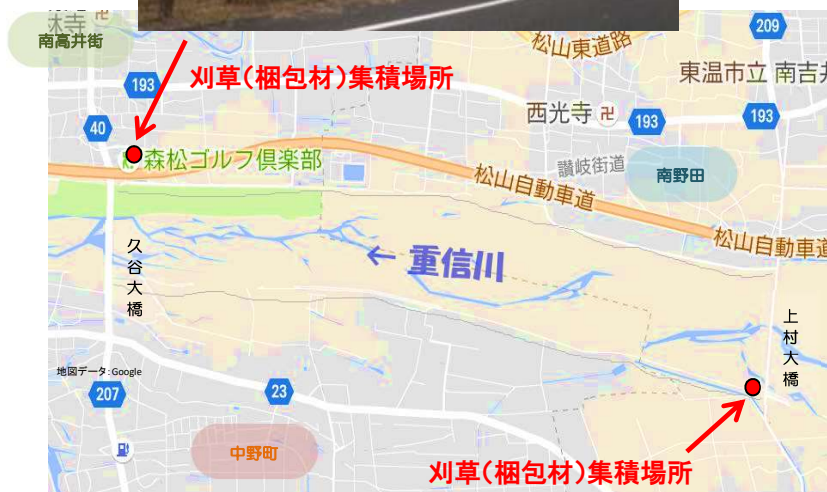 林寺 卍
南高井街
193
刈草(梱包材)集積場所
松山東道路
209
東温市立 南吉井
40
西光寺 卍
193
193
森松ゴルフ倶楽部
讃岐街道
南野田
松山自動車道
松山自動車道
久谷大橋
← 重信川
上村大橋
地図データ:Google
207
23
中野町
刈草(梱包材)集積場所